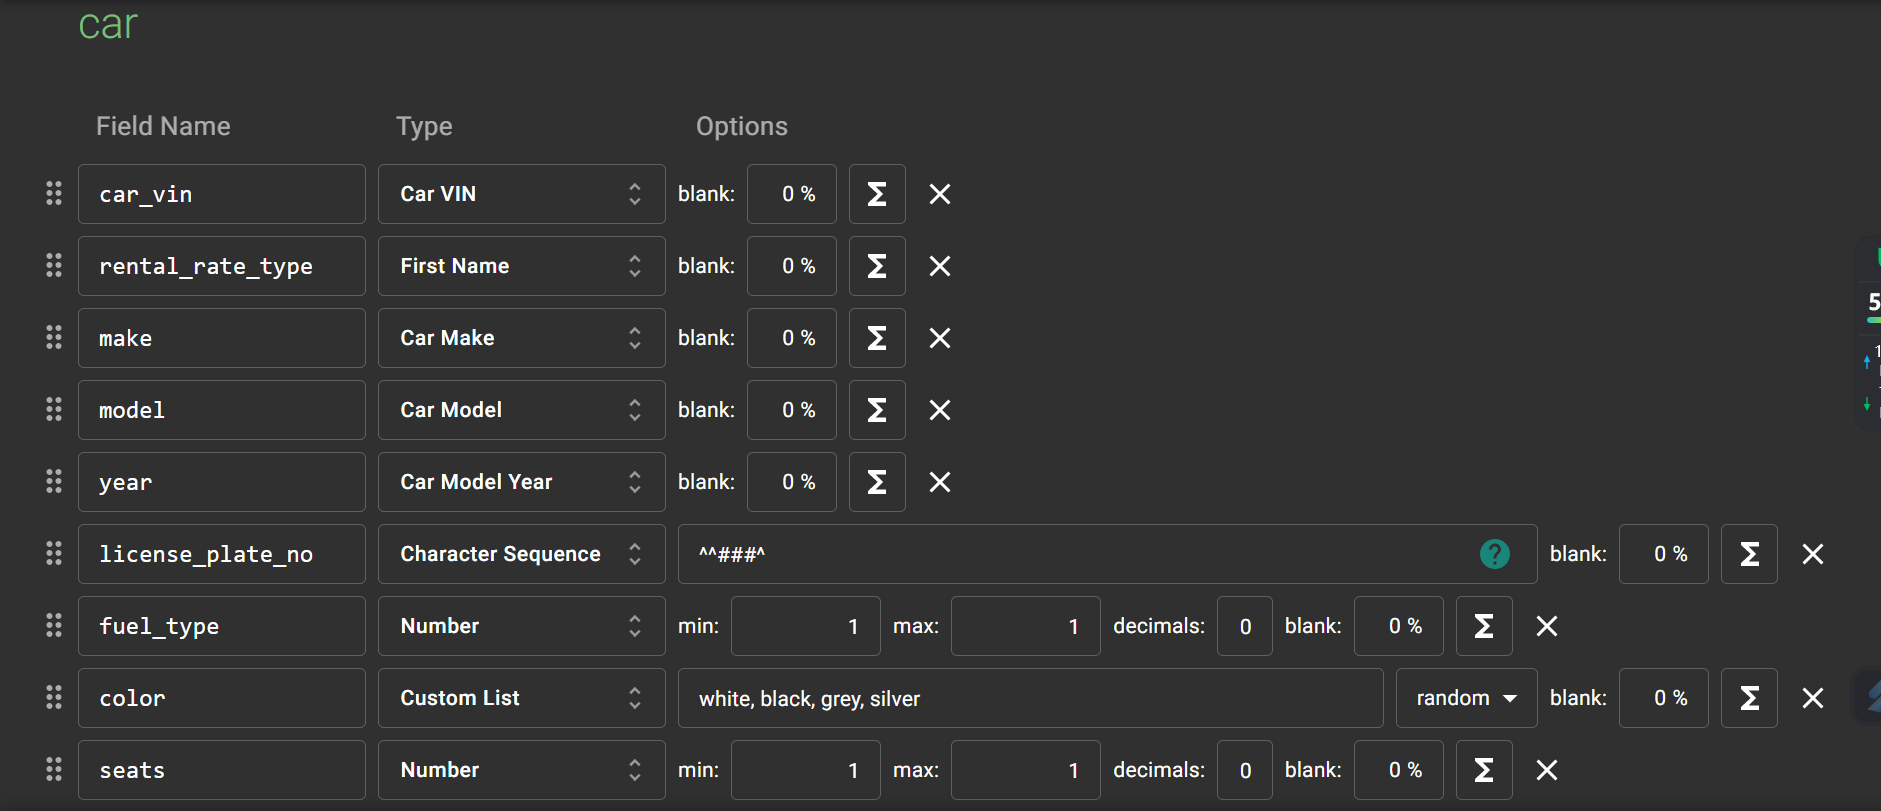 car
Field Name Type Options
car_vin Car VIN blank: 0 % Σ
rental_rate_type First Name blank: 0 % Σ
make Car Make blank: 0 % Σ
model Car Model blank: 0 % Σ
year Car Model Year blank: 0 % Σ
license_plate_no Character Sequence ^^###^ ? blank: 0 % Σ
fuel_type Number min: 1 max: 1 decimals: 0 blank: 0 % Σ
color Custom List white, black, grey, silver random blank: 0 % Σ
seats Number min: 1 max: 1 decimals: 0 blank: 0 % Σ